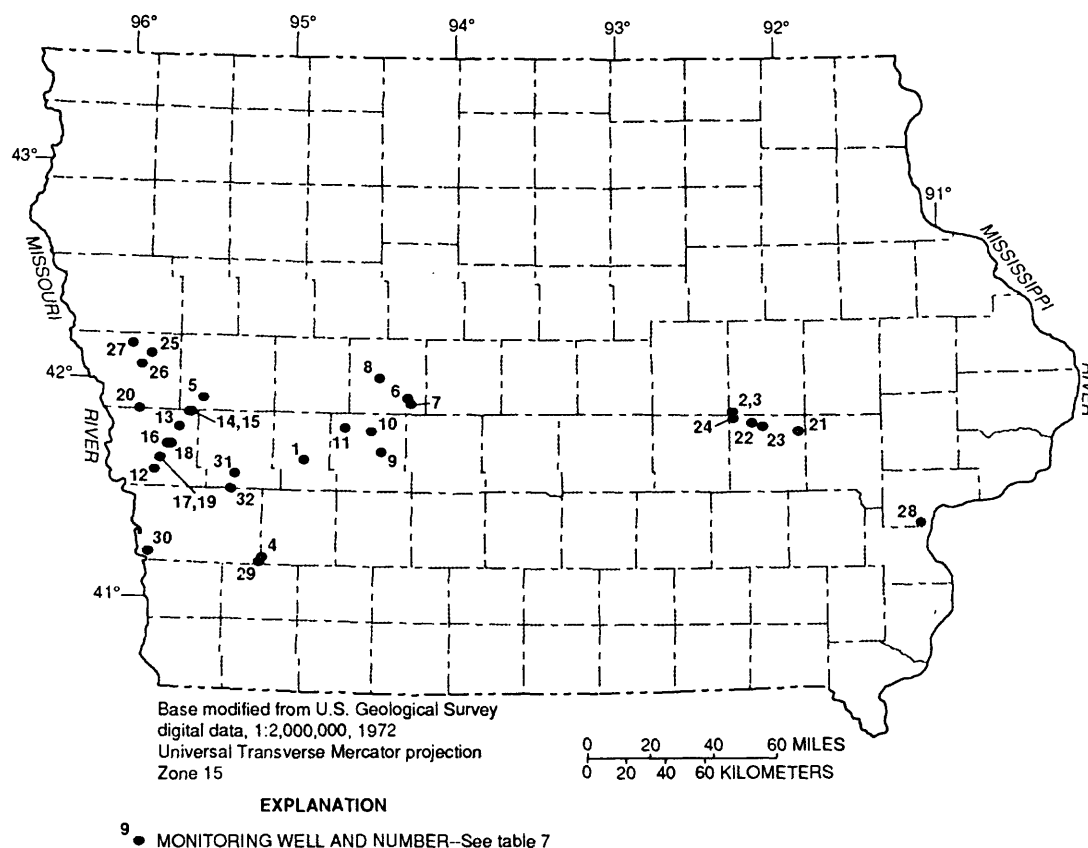 96° 95° 94° 93° 92°
43°
91°
MISSOURI
MISSISSIPPI
27 25
26
42°
8
RIVER
5 6 7
20
2,3
13 14,15
24 22 23 21
11 10
16 18
RIVER
1 9
31
12
17,19 32
28
30
4
29
41°
Base modified from U.S. Geological Survey
digital data, 1:2,000,000, 1972
Universal Transverse Mercator projection
Zone 15
0 20 40 60 MILES
0 20 40 60 KILOMETERS
EXPLANATION
9 MONITORING WELL AND NUMBER--See table 7